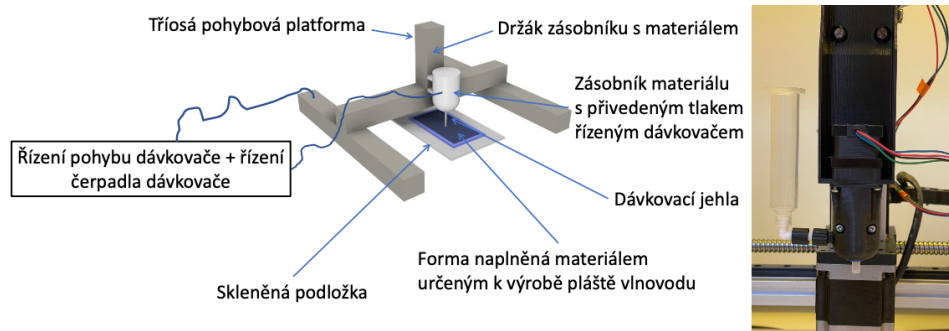 Tříosá pohybová platforma
Držák zásobníku s materiálem
Zásobník materiálu
s přivedeným tlakem
řízeným dávkovačem
Řízení pohybu dávkovače + řízení
čerpadla dávkovače
Dávkovací jehla
Forma naplněná materiálem
určeným k výrobě pláště vlnovodu
Skleněná podložka